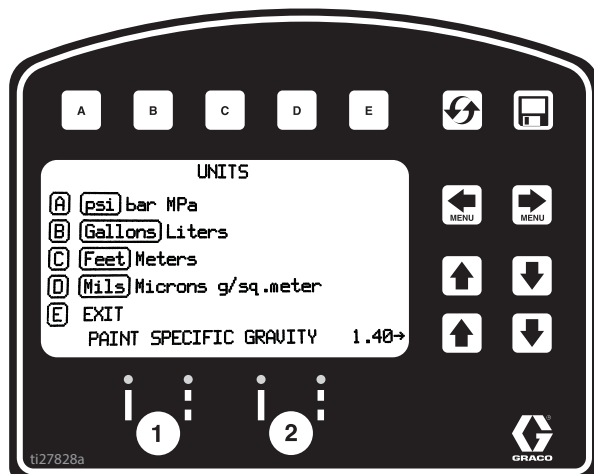 A B C D E
UNITS
A psi bar MPa
B Gallons Liters
C Feet Meters
D Mils Microns g/sq.meter
E EXIT
PAINT SPECIFIC GRAVITY 1.40→
MENU MENU
1 2
ti27828a
GRACO